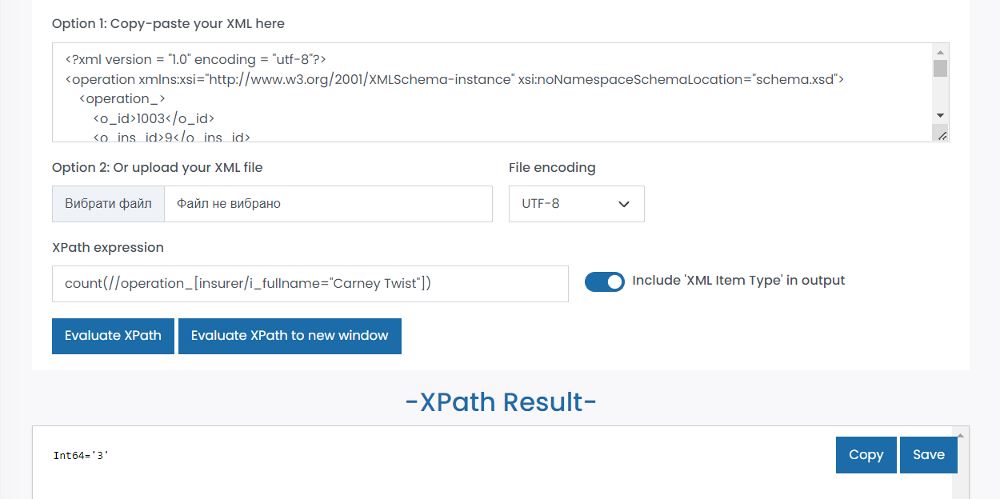 Option 1: Copy-paste your XML here
<?xml version = "1.0" encoding = "utf-8"?>
<operation xmlns:xsi="http://www.w3.org/2001/XMLSchema-instance" xsi:noNamespaceSchemaLocation="schema.xsd">
<operation_>
<o_id>1003</o_id>
<o_ins_id>9</o_ins_id>
Option 2: Or upload your XML file
File encoding
Вибрати файл
Файл не вибрано
UTF-8
XPath expression
count(//operation_[insurer/i_fullname="Carney Twist"])
Include 'XML Item Type' in output
Evaluate XPath
Evaluate XPath to new window
-XPath Result-
Int64='3'
Copy
Save